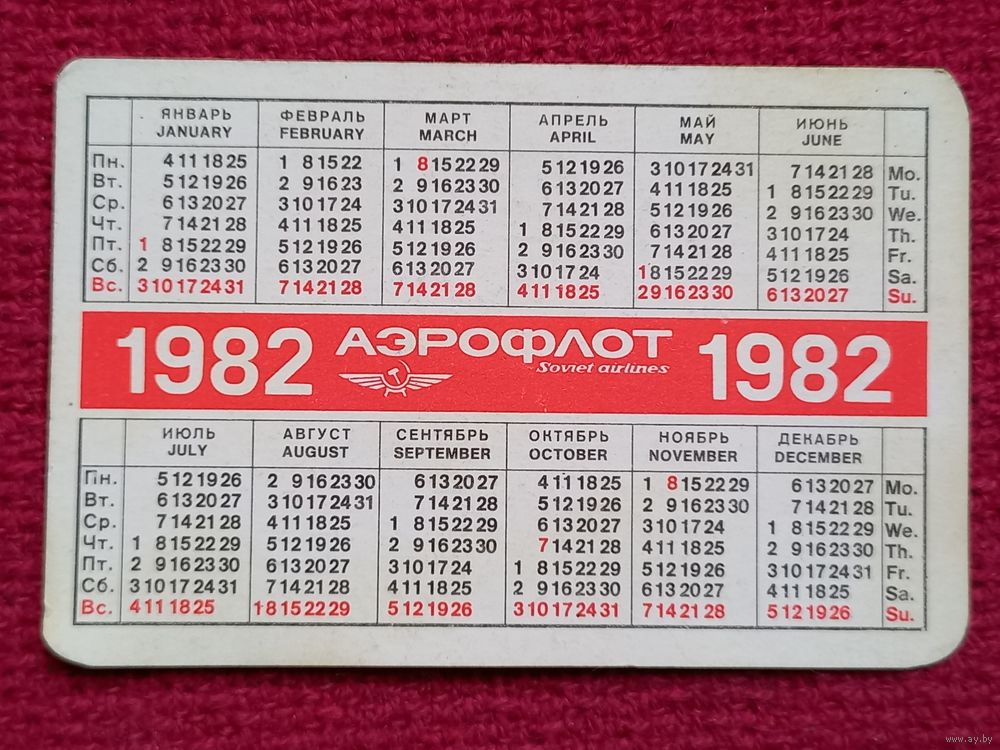 ЯНВАРЬ ФЕВРАЛЬ МАРТ АПРЕЛЬ МАЙ ИЮНЬ
JANUARY FEBRUARY MARCH APRIL MAY JUNE
Пн. 4 11 18 25 1 8 15 22 1 8 15 22 29 5 12 19 26 3 10 17 24 31 7 14 21 28 Mo.
Вт. 5 12 19 26 2 9 16 23 2 9 16 23 30 6 13 20 27 4 11 18 25 1 8 15 22 29 Tu.
Ср. 6 13 20 27 3 10 17 24 3 10 17 24 31 7 14 21 28 5 12 19 26 2 9 16 23 30 We.
Чт. 7 14 21 28 4 11 18 25 4 11 18 25 1 8 15 22 29 6 13 20 27 3 10 17 24 Th.
Пт. 1 8 15 22 29 5 12 19 26 5 12 19 26 2 9 16 23 30 7 14 21 28 4 11 18 25 Fr.
Сб. 2 9 16 23 30 6 13 20 27 6 13 20 27 3 10 17 24 1 8 15 22 29 5 12 19 26 Sa.
Вс. 3 10 17 24 31 7 14 21 28 7 14 21 28 4 11 18 25 2 9 16 23 30 6 13 20 27 Su.
1982 АЭРОФЛОТ 1982
Soviet airlines
ИЮЛЬ АВГУСТ СЕНТЯБРЬ ОКТЯБРЬ НОЯБРЬ ДЕКАБРЬ
JULY AUGUST SEPTEMBER OCTOBER NOVEMBER DECEMBER
Пн. 5 12 19 26 2 9 16 23 30 6 13 20 27 4 11 18 25 1 8 15 22 29 6 13 20 27 Mo.
Вт. 6 13 20 27 3 10 17 24 31 7 14 21 28 5 12 19 26 2 9 16 23 30 7 14 21 28 Tu.
Ср. 7 14 21 28 4 11 18 25 1 8 15 22 29 6 13 20 27 3 10 17 24 1 8 15 22 29 We.
Чт. 1 8 15 22 29 5 12 19 26 2 9 16 23 30 7 14 21 28 4 11 18 25 2 9 16 23 30 Th.
Пт. 2 9 16 23 30 6 13 20 27 3 10 17 24 1 8 15 22 29 5 12 19 26 3 10 17 24 31 Fr.
Сб. 3 10 17 24 31 7 14 21 28 4 11 18 25 2 9 16 23 30 6 13 20 27 4 11 18 25 Sa.
Вс. 4 11 18 25 1 8 15 22 29 5 12 19 26 3 10 17 24 31 7 14 21 28 5 12 19 26 Su.
www.ay.by